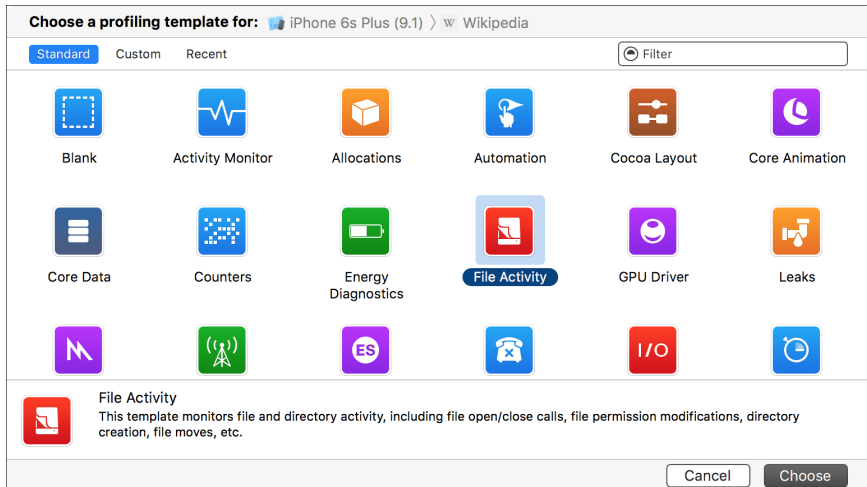 Choose a profiling template for: iPhone 6s Plus (9.1) 〉 W Wikipedia
Standard Custom Recent Filter
Blank Activity Monitor Allocations Automation Cocoa Layout Core Animation
Core Data Counters Energy Diagnostics File Activity GPU Driver Leaks
ES I/O
File Activity
This template monitors file and directory activity, including file open/close calls, file permission modifications, directory
creation, file moves, etc.
Cancel Choose